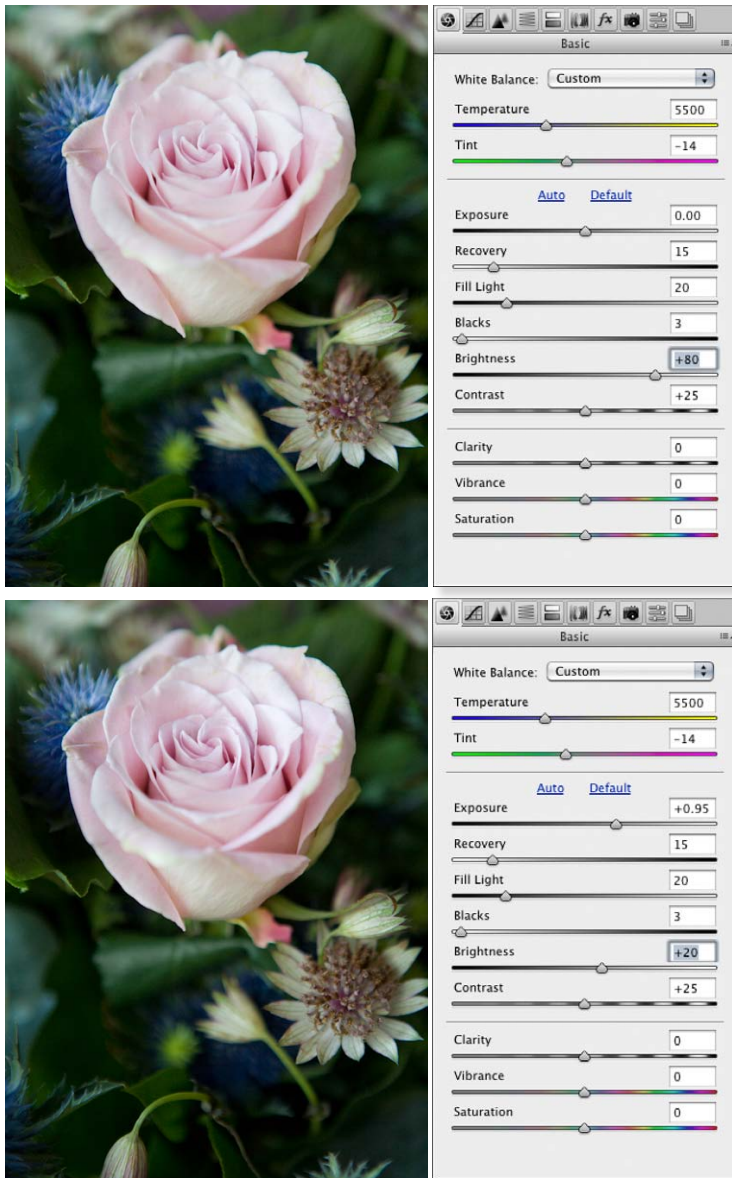 fx
Basic
White Balance: Custom
Temperature 5500
Tint -14
Auto Default
Exposure 0.00
Recovery 15
Fill Light 20
Blacks 3
Brightness +80
Contrast +25
Clarity 0
Vibrance 0
Saturation 0
fx
Basic
White Balance: Custom
Temperature 5500
Tint -14
Auto Default
Exposure +0.95
Recovery 15
Fill Light 20
Blacks 3
Brightness +20
Contrast +25
Clarity 0
Vibrance 0
Saturation 0